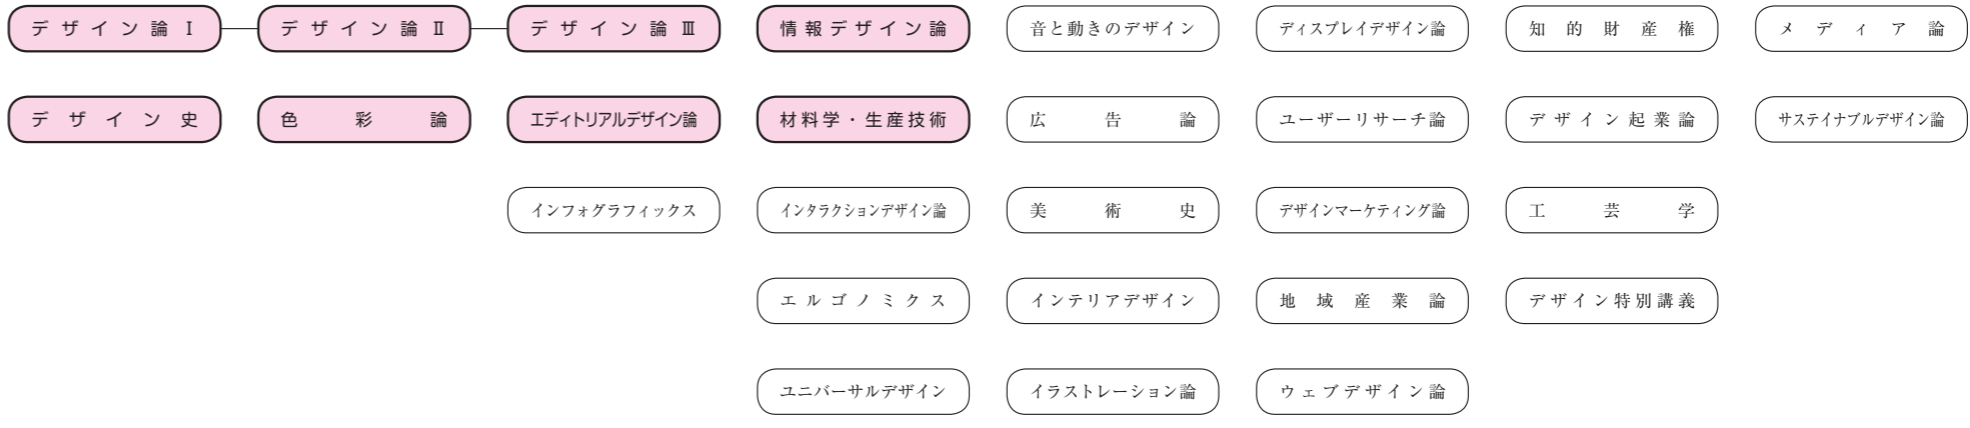 デザイン論Ⅰ
デザイン論Ⅱ
デザイン論Ⅲ
情報デザイン論
音と動きのデザイン
ディスプレイデザイン論
知的財産権
メディア論
デザイン史
色彩論
エディトリアルデザイン論
材料学・生産技術
広告論
ユーザーリサーチ論
デザイン起業論
サステイナブルデザイン論
インフォグラフィックス
インタラクションデザイン論
美術史
デザインマーケティング論
工芸学
エルゴノミクス
インテリアデザイン
地域産業論
デザイン特別講義
ユニバーサルデザイン
イラストレーション論
ウェブデザイン論